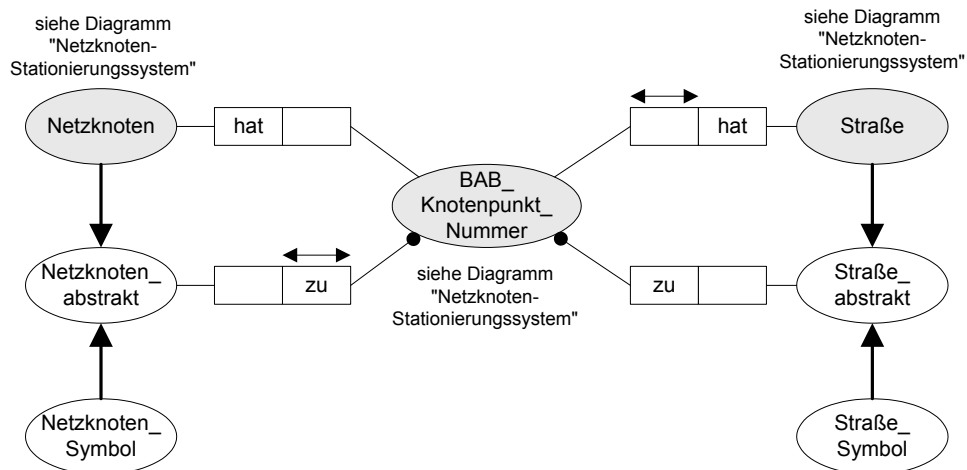 siehe Diagramm
"Netzknoten-
Stationierungssystem"
siehe Diagramm
"Netzknoten-
Stationierungssystem"
Netzknoten
hat
hat
Straße
BAB_
Knotenpunkt_
Nummer
Netzknoten_
abstrakt
zu
siehe Diagramm
"Netzknoten-
Stationierungssystem"
zu
Straße_
abstrakt
Netzknoten_
Symbol
Straße_
Symbol